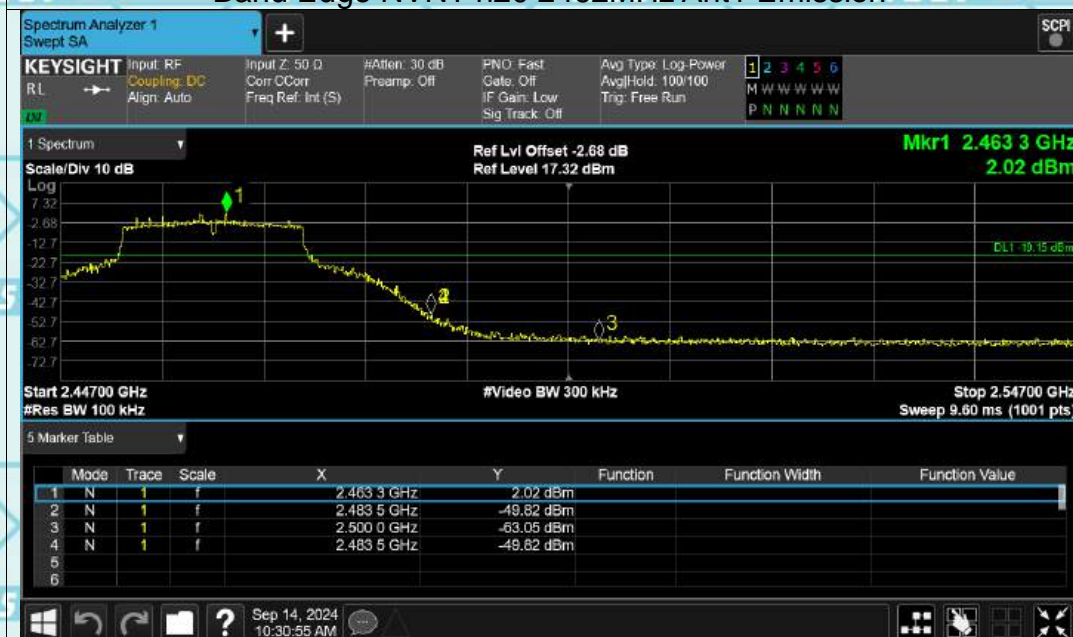 Spectrum Analyzer 1
Swept SA
+
SCPI
KEYSIGHT
RL
Input: RF
Coupling: DC
Align: Auto
Input Z: 50 Ω
Corr CCorr
Freq Ref: Int (S)
#Atten: 30 dB
Preamp: Off
PNO: Fast
Gate: Off
IF Gain: Low
Sig Track: Off
Avg Type: Log-Power
Avg|Hold: 100/100
Trig: Free Run
1 2 3 4 5 6
M W W W W W
P N N N N N
1 Spectrum
Scale/Div 10 dB
Ref Lvl Offset -2.68 dB
Ref Level 17.32 dBm
Mkr1 2.463 3 GHz
2.02 dBm
Log
7.32
-2.68
-12.7
-22.7
-32.7
-42.7
-52.7
-62.7
-72.7
1
3
DL1 -19.15 dBm
Start 2.44700 GHz
#Res BW 100 kHz
#Video BW 300 kHz
Stop 2.54700 GHz
Sweep 9.60 ms (1001 pts)
5 Marker Table
Mode Trace Scale X Y Function Function Width Function Value
1 N 1 f 2.463 3 GHz 2.02 dBm
2 N 1 f 2.483 5 GHz -49.82 dBm
3 N 1 f 2.500 0 GHz -63.05 dBm
4 N 1 f 2.483 5 GHz -49.82 dBm
5
6
?
Sep 14, 2024
10:30:55 AM